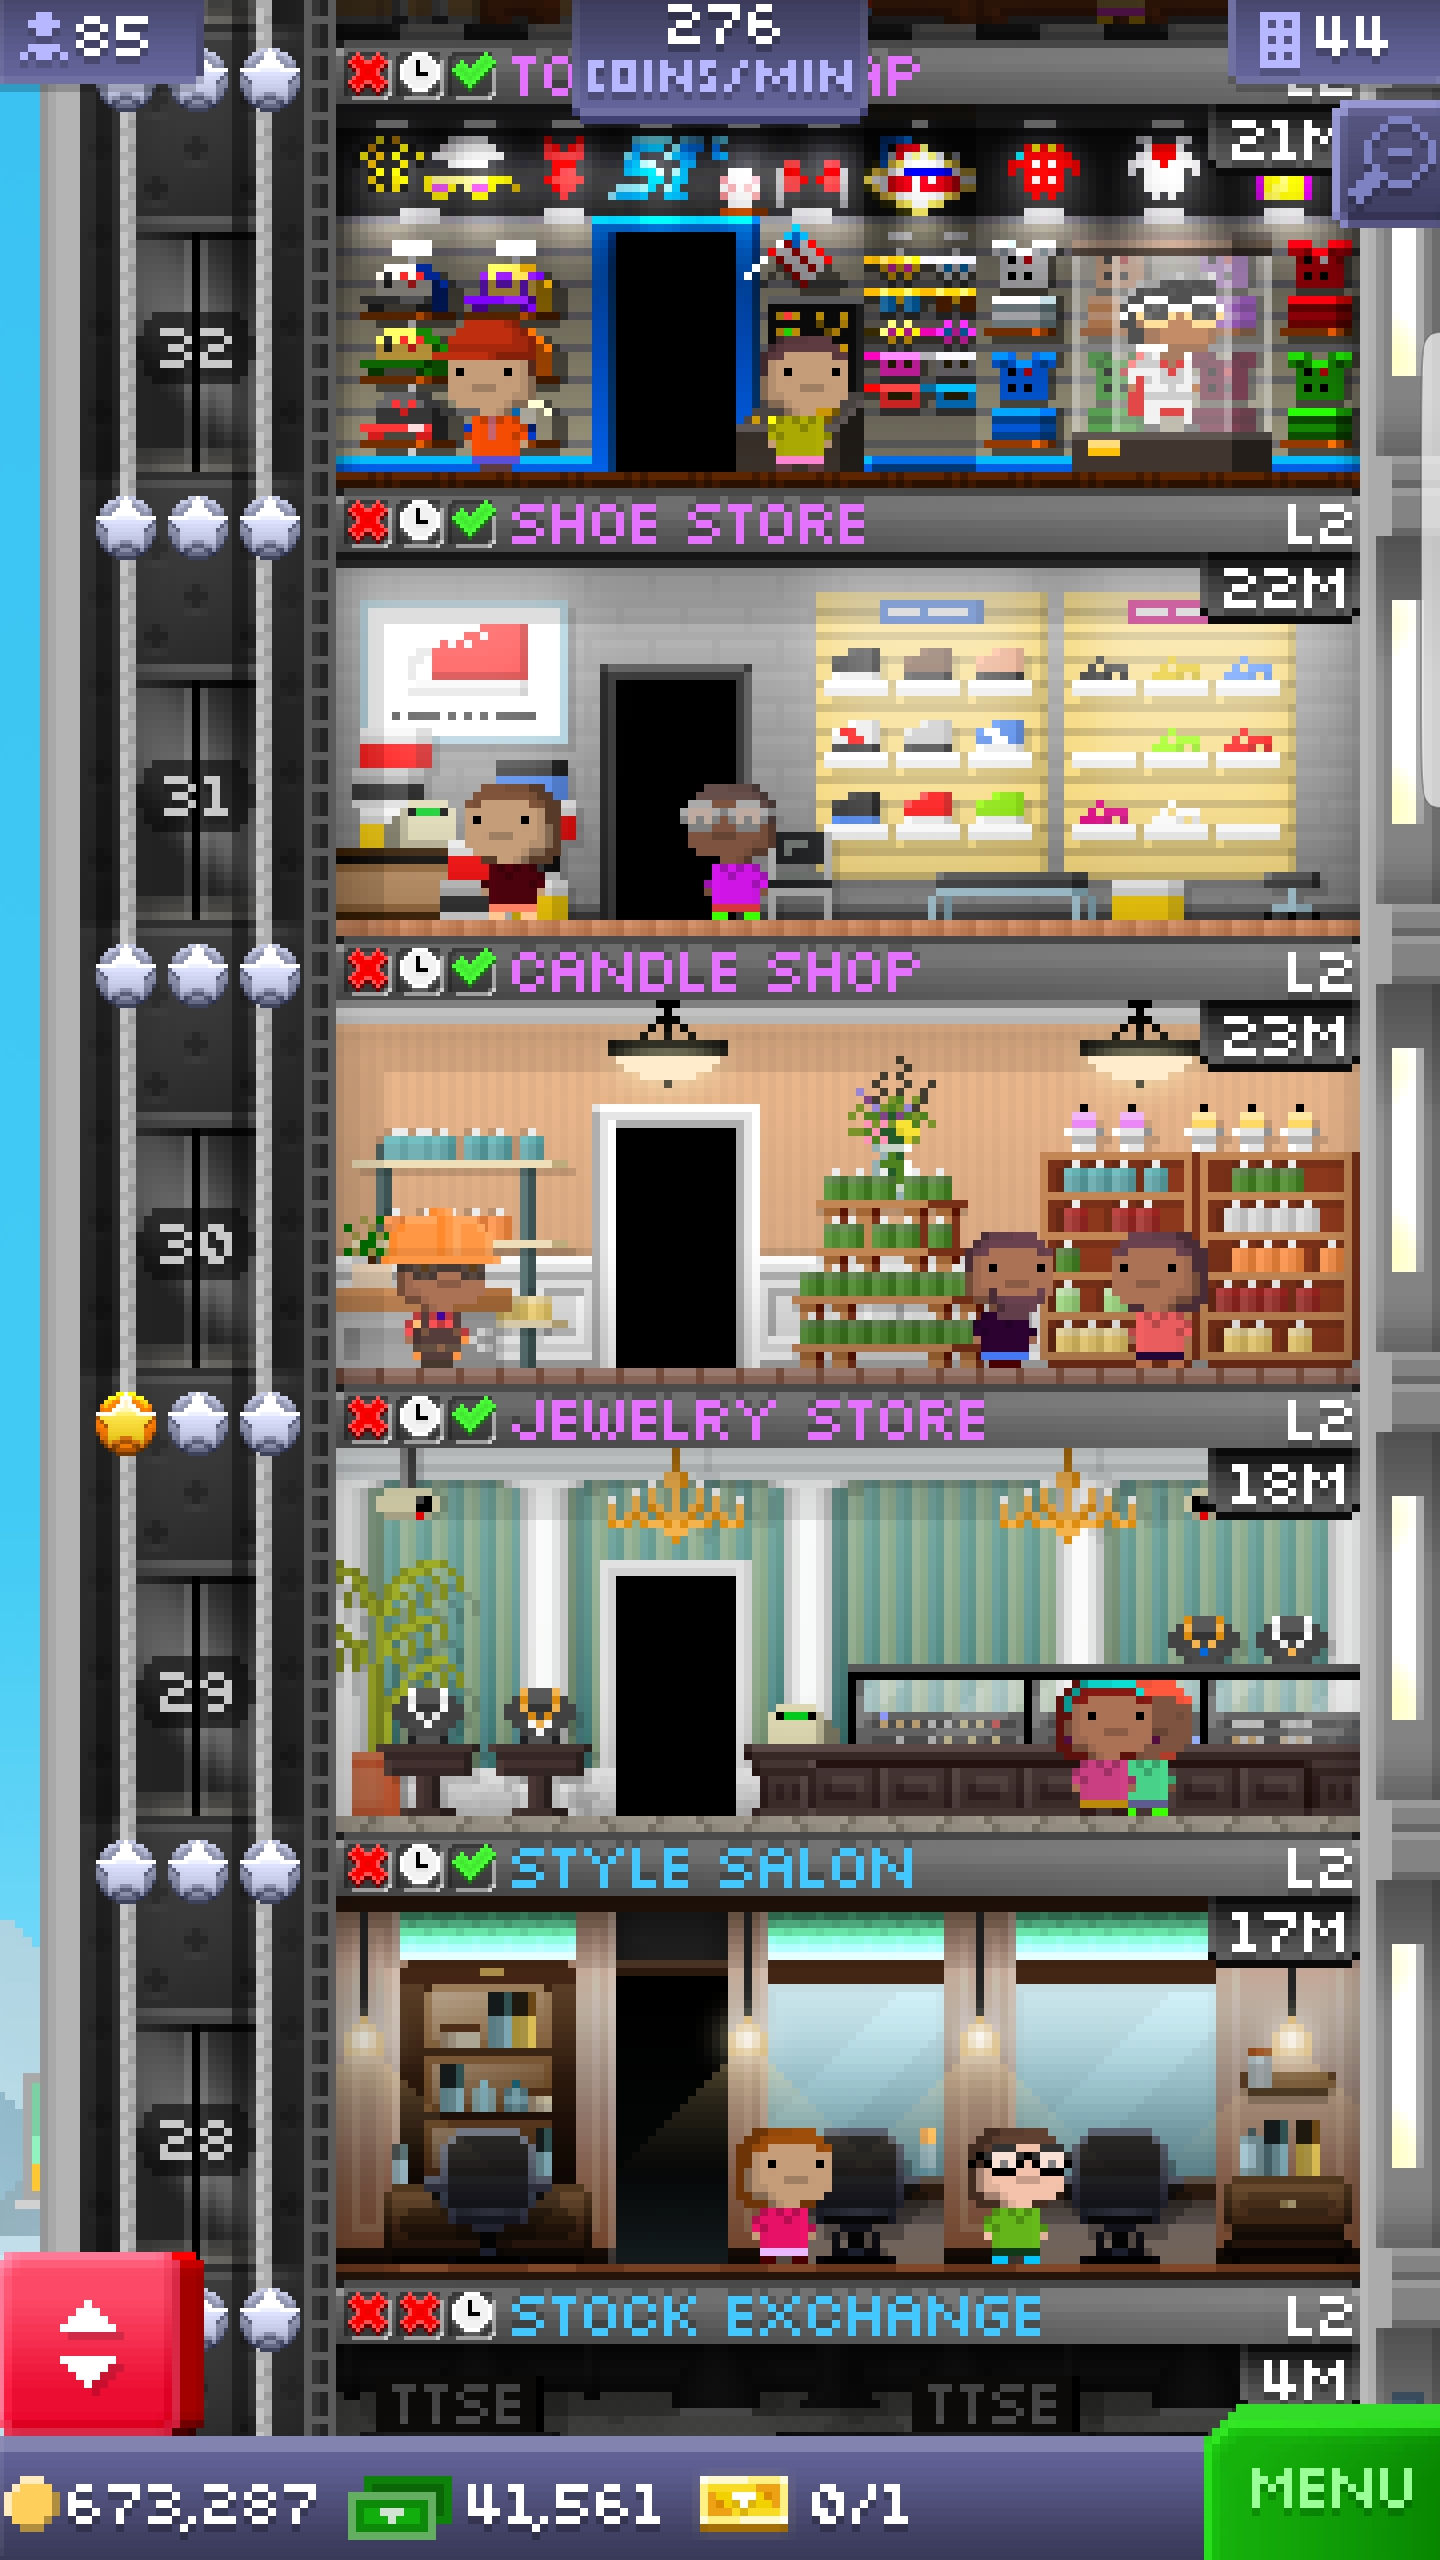 85
276
COINS/MIN
44
L2
21M
32
SHOE STORE L2
22M
31
CANDLE SHOP L2
23M
30
JEWELRY STORE L2
18M
29
STYLE SALON L2
17M
28
STOCK EXCHANGE L2
4M
TTSE TTSE
673,287 41,561 0/1
MENU